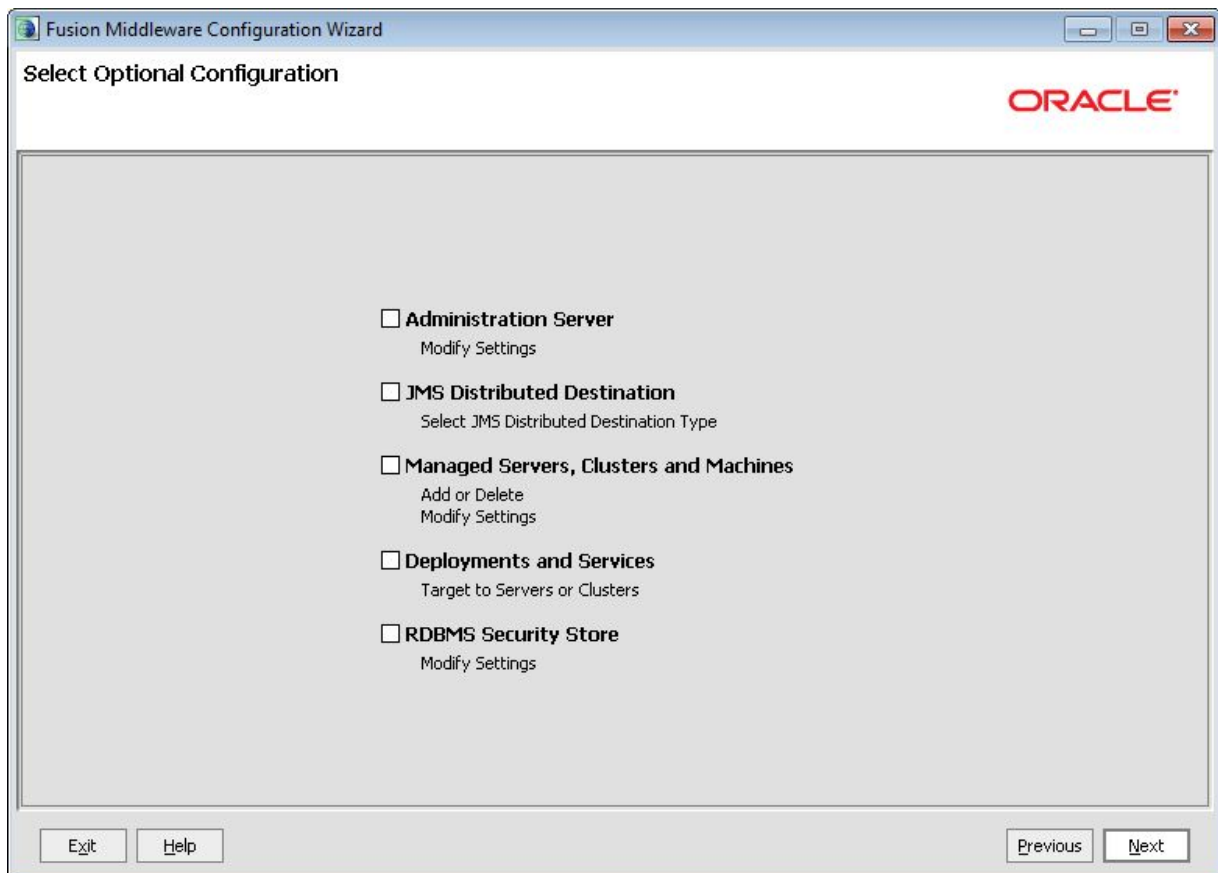 Fusion Middleware Configuration Wizard
Select Optional Configuration
ORACLE
Administration Server
Modify Settings
JMS Distributed Destination
Select JMS Distributed Destination Type
Managed Servers, Clusters and Machines
Add or Delete
Modify Settings
Deployments and Services
Target to Servers or Clusters
RDBMS Security Store
Modify Settings
Exit Help Previous Next